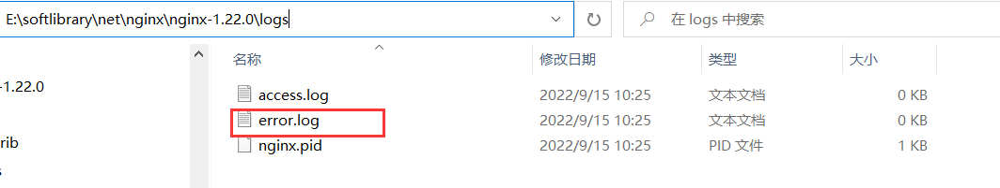 E:\softlibrary\net\nginx\nginx-1.22.0\logs
在 logs 中搜索
名称 修改日期 类型 大小
-1.22.0
access.log 2022/9/15 10:25 文本文档 0 KB
error.log 2022/9/15 10:25 文本文档 0 KB
rib
nginx.pid 2022/9/15 10:25 PID 文件 1 KB
s